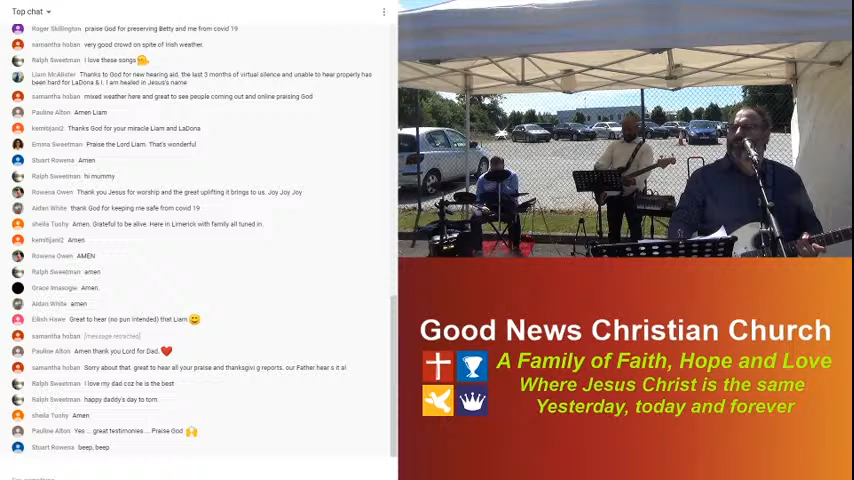 Top chat
Roger Skillington praise God for preserving Betty and me from covid 19
samantha hoban very good crowd on spite of Irish weather.
Ralph Sweetman I love these songs
Liam McAlister Thanks to God for new hearing aid, the last 3 months of virtual silence and unable to hear properly has
been hard for LaDona & I. I am healed in Jesus's name
samantha hoban mixed weather here and great to see people coming out and online praising God
Pauline Alton Amen Liam
kemitijani2 Thanks God for your miracle Liam and LaDona
Emma Sweetman Praise the Lord Liam. That's wonderful
Stuart Rowena Amen
Ralph Sweetman hi mummy
Rowena Owen Thank you Jesus for worship and the great uplifting it brings to us. Joy Joy Joy
Aidan White thank God for keeping me safe from covid 19
sheila Tushy Amen. Grateful to be alive. Here in Limerick with family all tuned in.
kemitijani2 Amen
Rowena Owen AMEN
Ralph Sweetman amen
Grace Imasogie Amen.
Aidan White amen
Eilish Hawe Great to hear (no pun intended) that Liam 😄
samantha hoban [message retracted]
Pauline Alton Amen thank you Lord for Dad. ❤️
samantha hoban Sorry about that. great to hear all your praise and thanksgivi g reports. our Father hear s it al
Ralph Sweetman I love my dad coz he is the best
Ralph Sweetman happy daddy's day to tom
sheila Tushy Amen
Pauline Alton Yes ... great testimonies ... Praise God 🙌
Stuart Rowena beep, beep
Good News Christian Church
A Family of Faith, Hope and Love
Where Jesus Christ is the same
Yesterday, today and forever